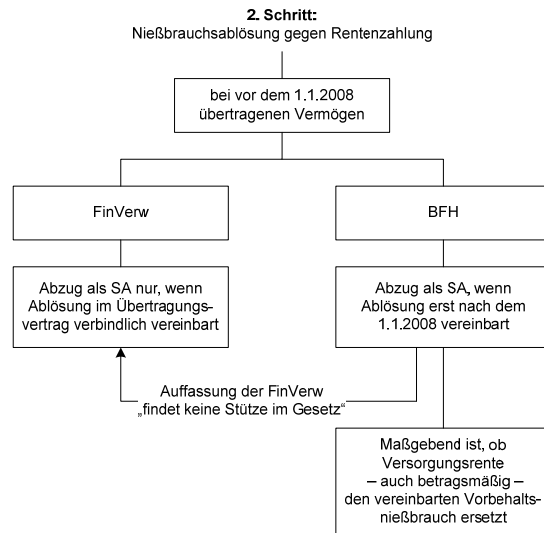 2. Schritt:
Nießbrauchsablösung gegen Rentenzahlung
bei vor dem 1.1.2008
übertragenen Vermögen
FinVerw
BFH
Abzug als SA nur, wenn
Ablösung im Übertragungs-
vertrag verbindlich vereinbart
Abzug als SA, wenn
Ablösung erst nach dem
1.1.2008 vereinbart
Auffassung der FinVerw
„findet keine Stütze im Gesetz“
Maßgebend ist, ob
Versorgungsrente
– auch betragsmäßig –
den vereinbarten Vorbehalts-
nießbrauch ersetzt